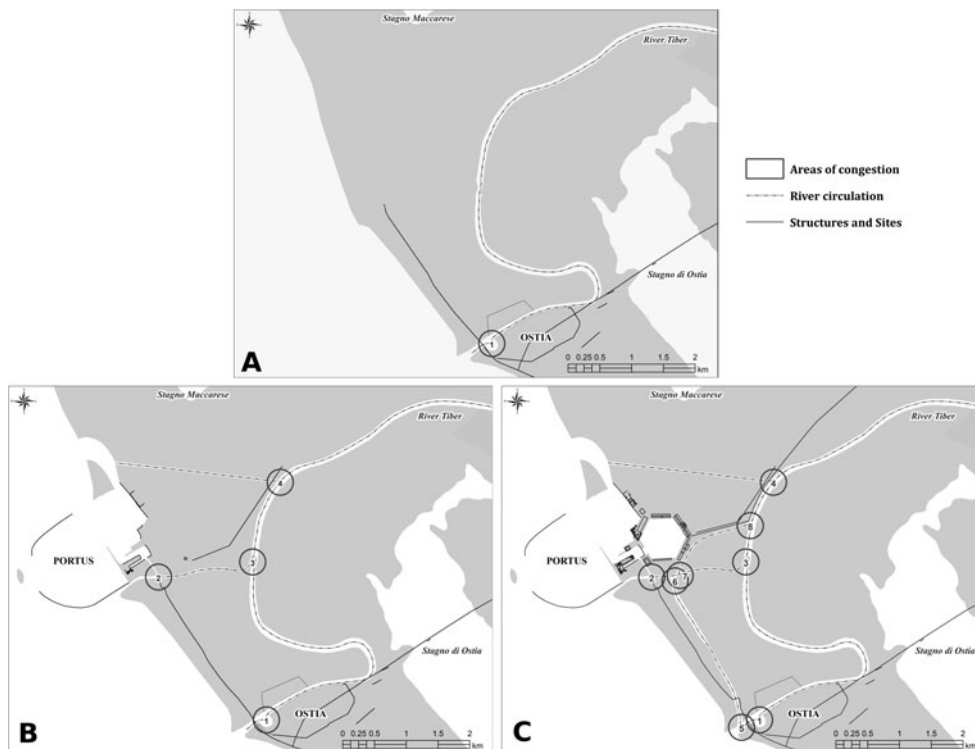 Stagno Maccarese
River Tiber
Stagno di Ostia
OSTIA
1
0 0.25 0.5 1 1.5 2
km
A
Areas of congestion
River circulation
Structures and Sites
Stagno Maccarese
River Tiber
4
PORTUS
3
2
Stagno di Ostia
OSTIA
1
0 0.25 0.5 1 1.5 2
km
B
Stagno Maccarese
River Tiber
4
8
PORTUS
3
2
6
7
Stagno di Ostia
OSTIA
5
1
0 0.25 0.5 1 1.5 2
km
C